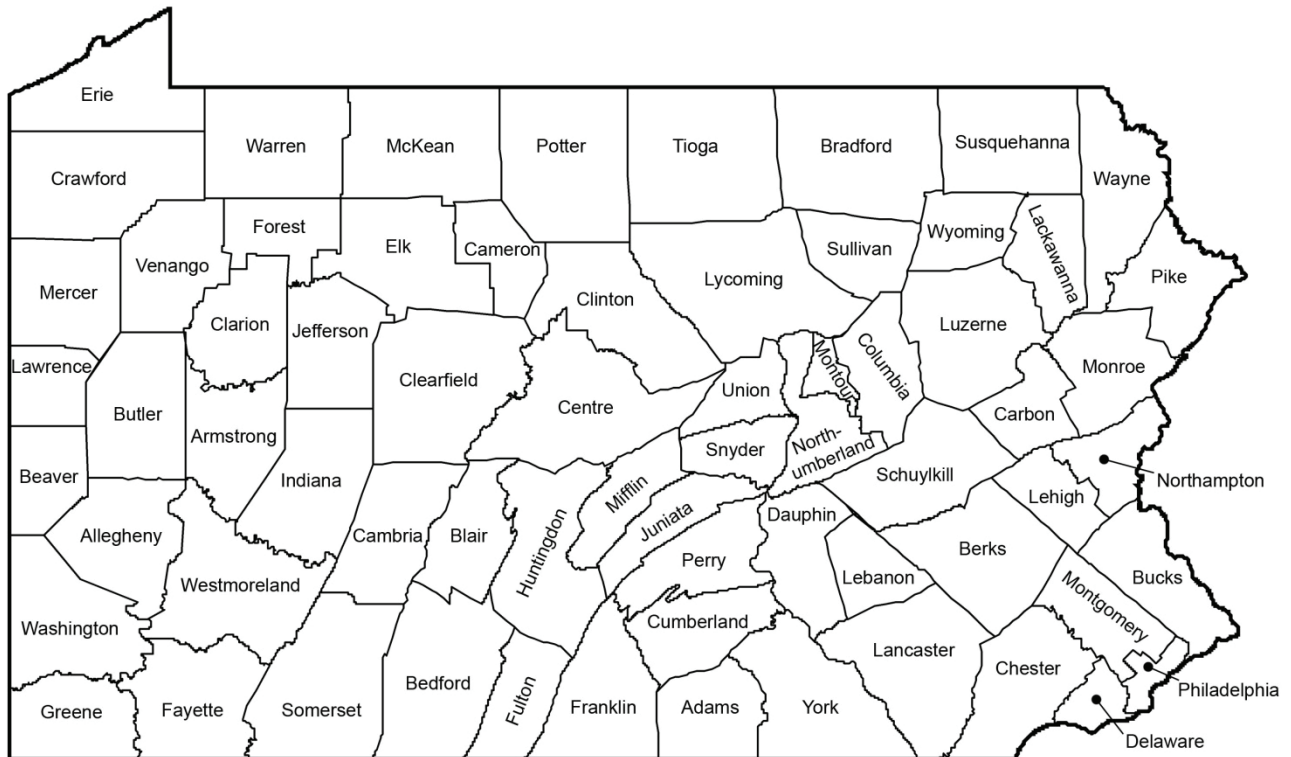 Erie
Warren
McKean
Potter
Tioga
Bradford
Susquehanna
Wayne
Crawford
Forest
Elk
Cameron
Venango
Sullivan
Wyoming
Lackawanna
Mercer
Clarion
Jefferson
Clinton
Lycoming
Luzerne
Pike
Lawrence
Butler
Clearfield
Centre
Union
Montour
Columbia
Carbon
Monroe
Armstrong
Snyder
North-
umberland
Beaver
Indiana
Mifflin
Schuylkill
Lehigh
Northampton
Allegheny
Cambria
Blair
Huntingdon
Juniata
Dauphin
Westmoreland
Perry
Lebanon
Berks
Bucks
Washington
Cumberland
Montgomery
Lancaster
Chester
Philadelphia
Greene
Fayette
Somerset
Bedford
Fulton
Franklin
Adams
York
Delaware